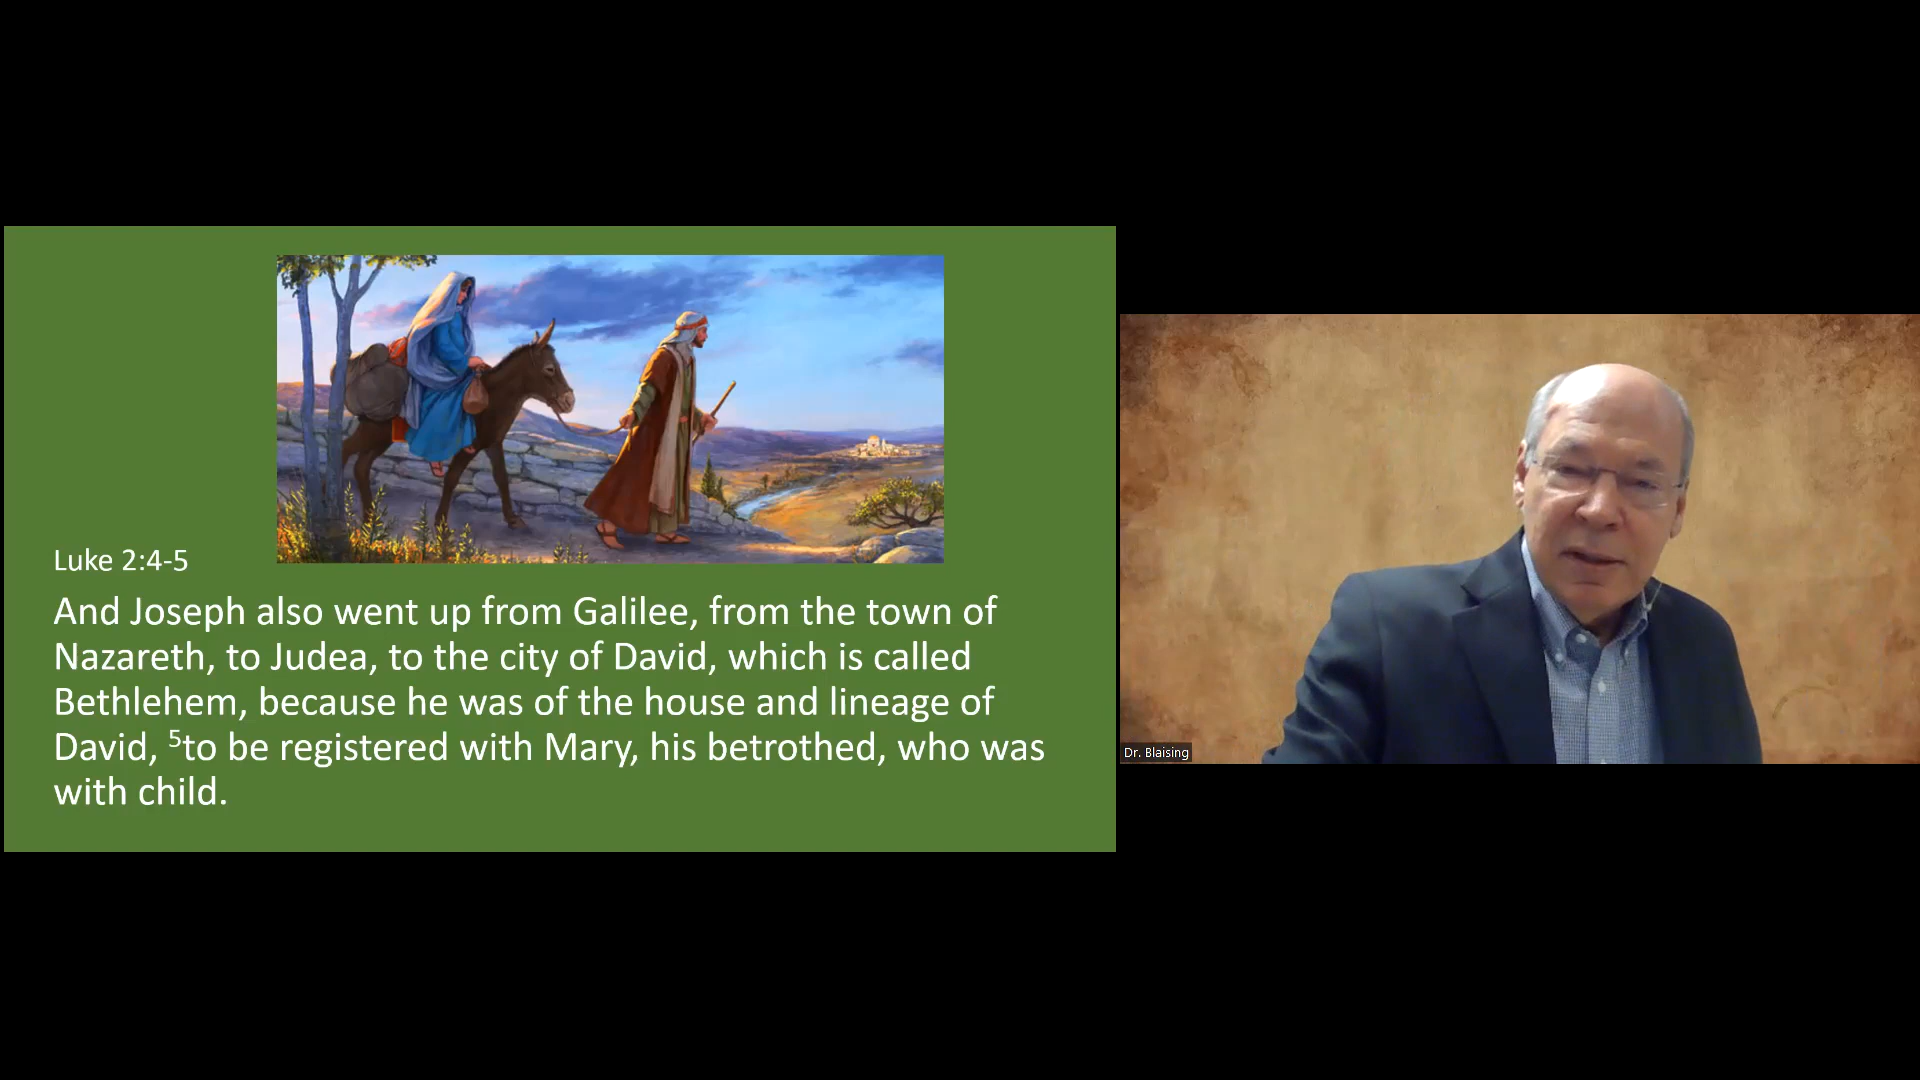 Luke 2:4-5
And Joseph also went up from Galilee, from the town of
Nazareth, to Judea, to the city of David, which is called
Bethlehem, because he was of the house and lineage of
David, ⁵to be registered with Mary, his betrothed, who was
with child.
Dr. Blaising